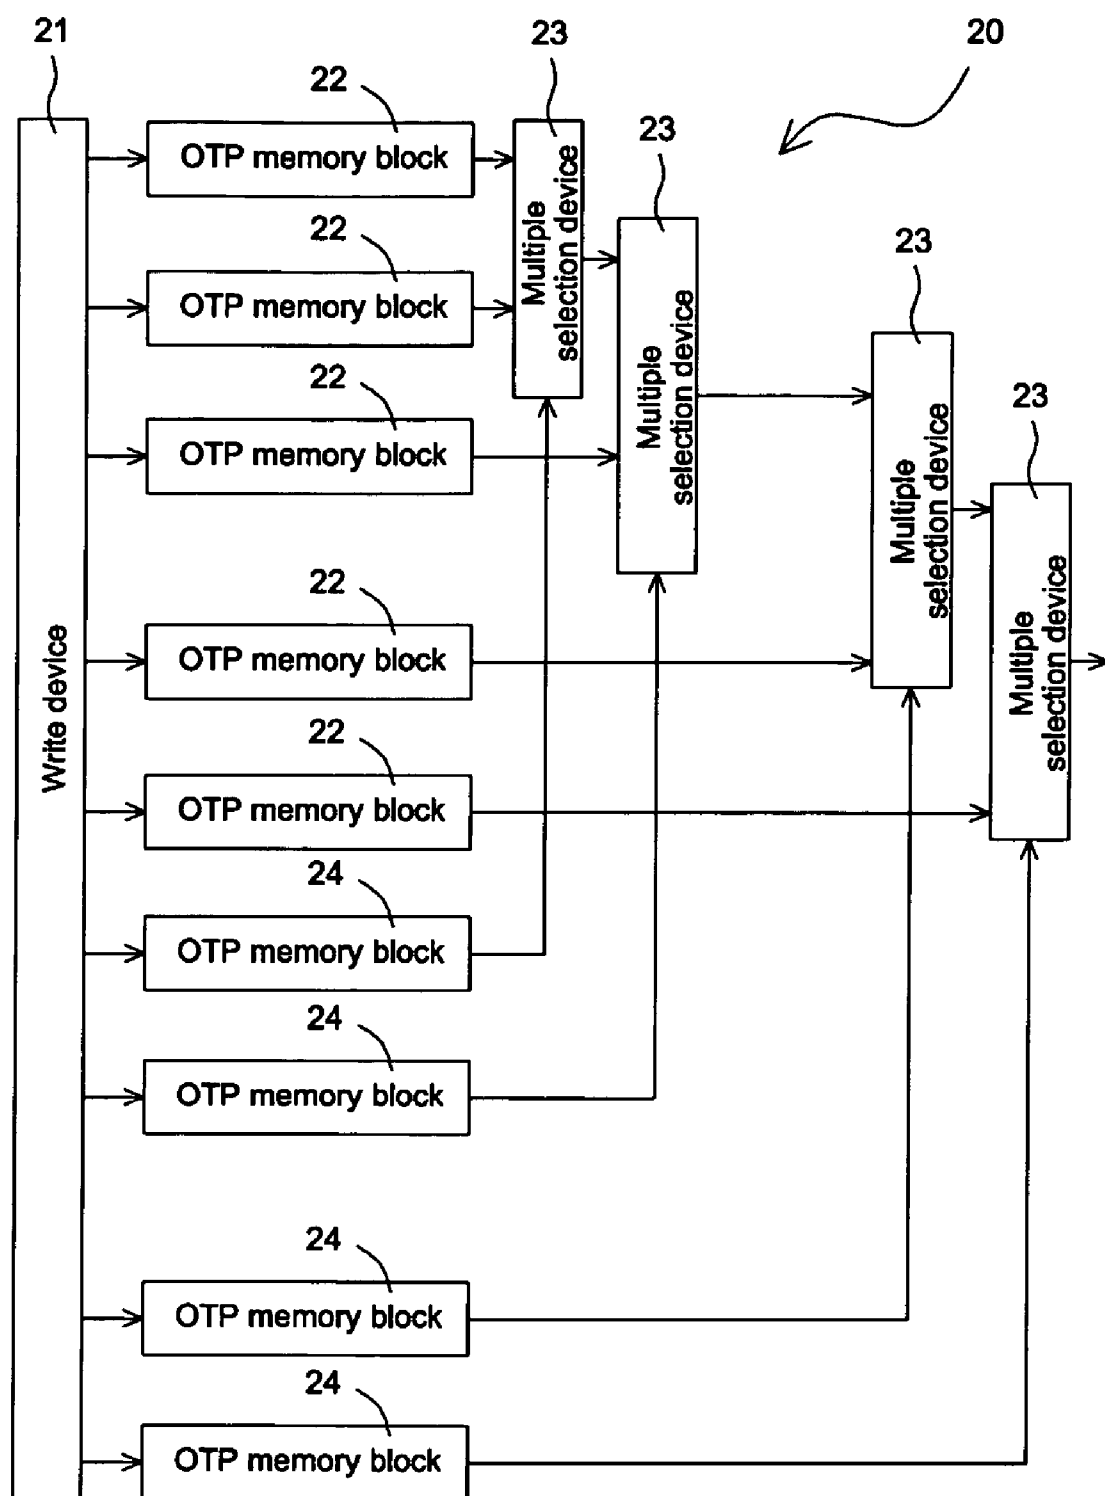 21
23
20
22
OTP memory block
Multiple
selection device
23
22
OTP memory block
Multiple
selection device
23
22
OTP memory block
Multiple
selection device
23
22
OTP memory block
Multiple
selection device
Write device
22
OTP memory block
24
OTP memory block
24
OTP memory block
24
OTP memory block
24
OTP memory block